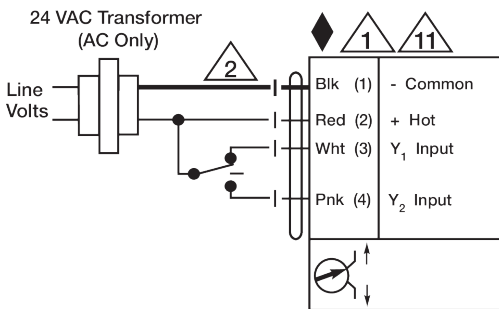 24 VAC Transformer
(AC Only)
Line
Volts
2
1
11
Blk (1) - Common
Red (2) + Hot
Wht (3) Y1 Input
Pnk (4) Y2 Input